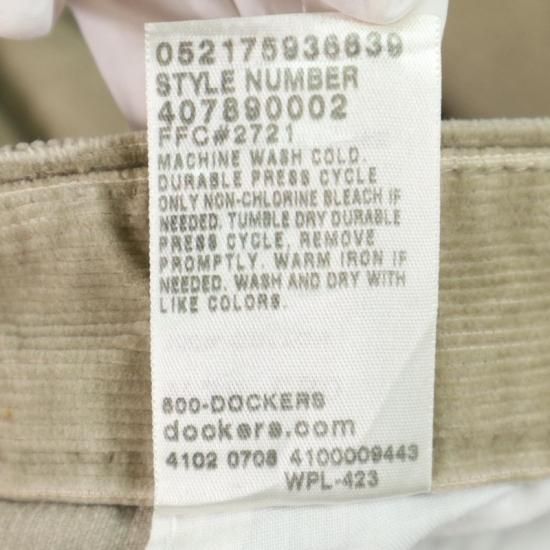 052175936639
STYLE NUMBER
407890002
FFC#2721
MACHINE WASH COLD.
DURABLE PRESS CYCLE
ONLY NON-CHLORINE BLEACH IF
NEEDED. TUMBLE DRY DURABLE
PRESS CYCLE, REMOVE
PROMPTLY. WARM IRON IF
NEEDED. WASH AND DRY WITH
LIKE COLORS.
800-DOCKERS
dockers.com
4102 0708 4100009443
WPL-423